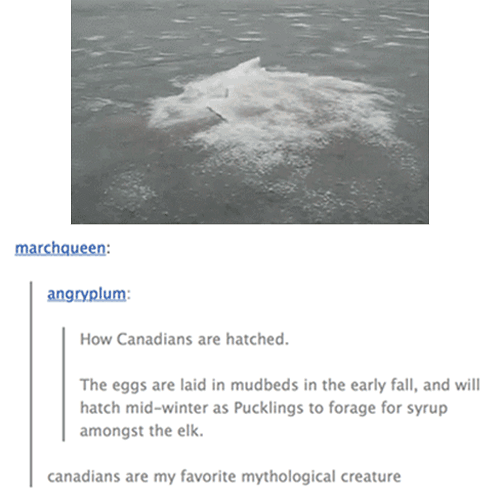 marchqueen:
angryplum:
How Canadians are hatched.
The eggs are laid in mudbeds in the early fall, and will
hatch mid-winter as Pucklings to forage for syrup
amongst the elk.
canadians are my favorite mythological creature